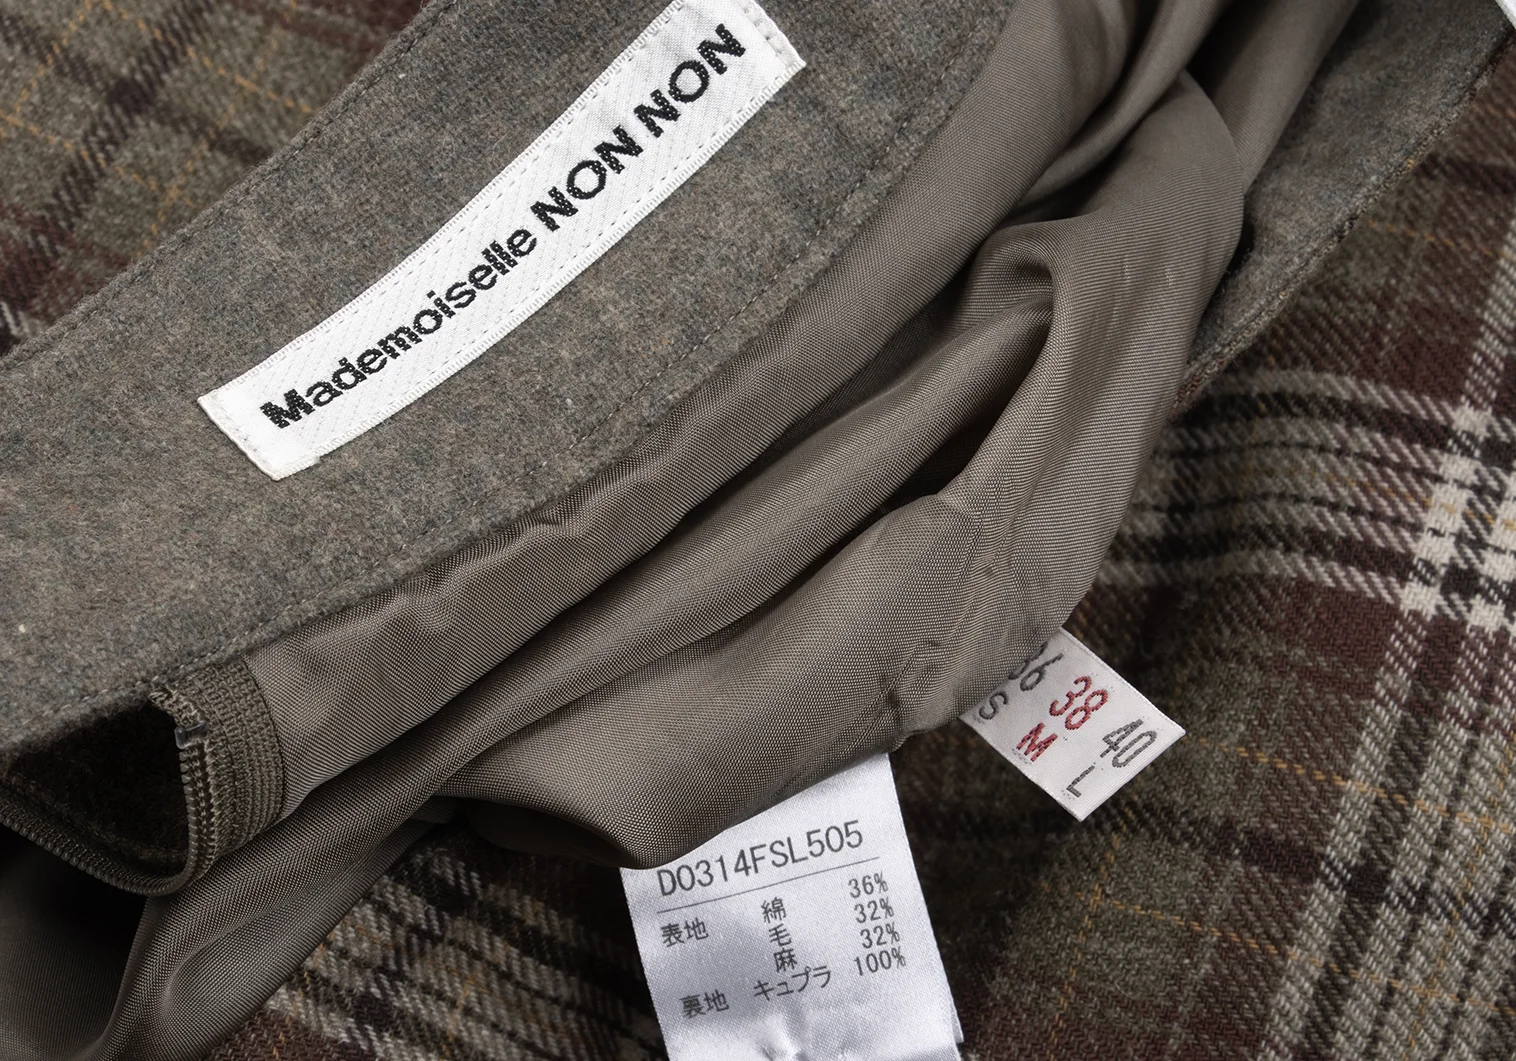 Mademoiselle NON NON
36 38 40
S M L
D0314FSL505
表地 綿 36%
毛 32%
麻 32%
裏地 キュプラ 100%